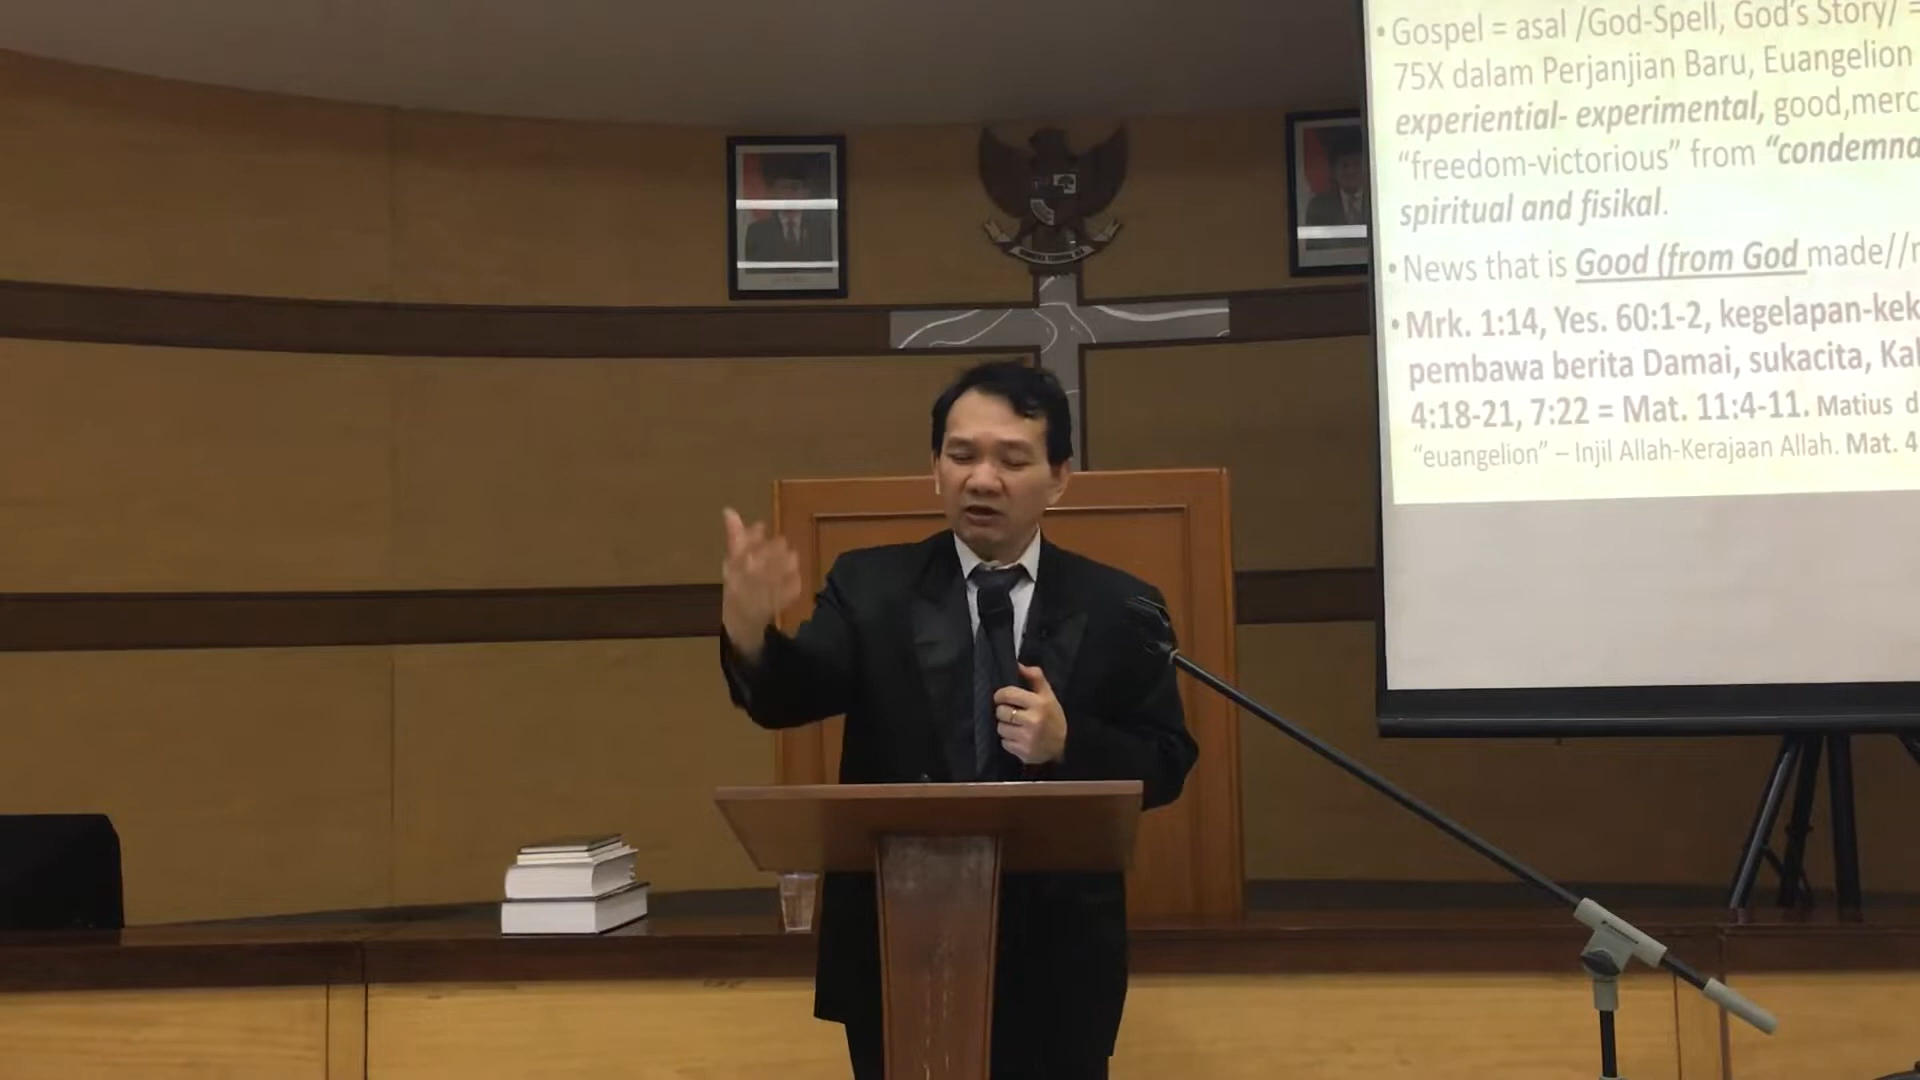 • Gospel = asal /God-Spell, God's Story/ =
75X dalam Perjanjian Baru, Euangelion
experiential- experimental, good,merc
“freedom-victorious” from “condemna
spiritual and fisikal.
• News that is Good (from God made//r
• Mrk. 1:14, Yes. 60:1-2, kegelapan-kek
pembawa berita Damai, sukacita, Kal
4:18-21, 7:22 = Mat. 11:4-11. Matius d
“euangelion” – Injil Allah-Kerajaan Allah. Mat. 4